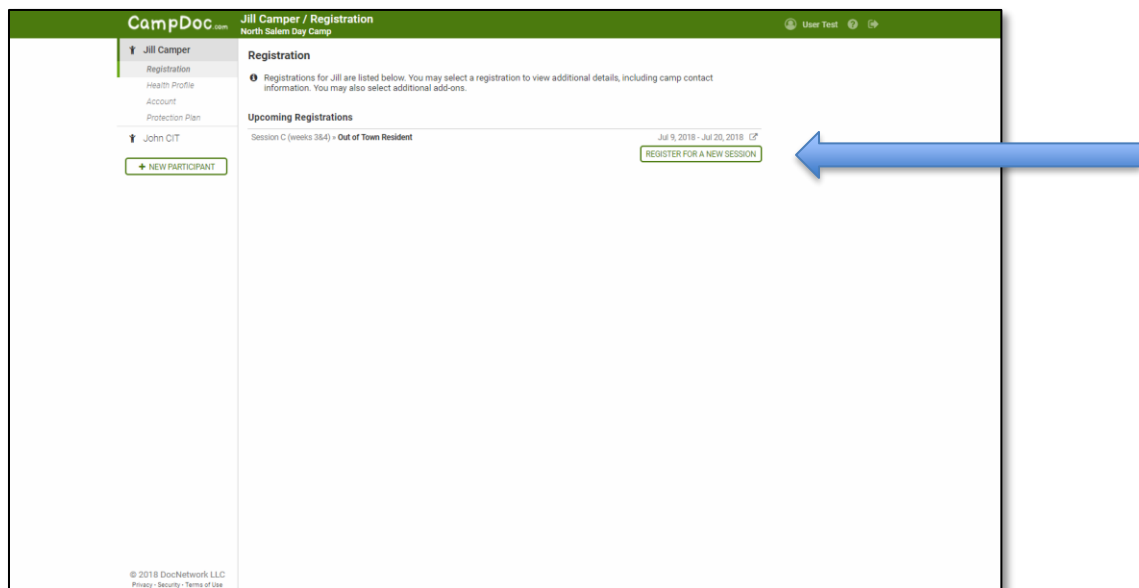 CampDoc.com
Jill Camper / Registration
North Salem Day Camp
User Test
Jill Camper
Registration
Health Profile
Account
Protection Plan
John CIT
+ NEW PARTICIPANT
Registration
Registrations for Jill are listed below. You may select a registration to view additional details, including camp contact
information. You may also select additional add-ons.
Upcoming Registrations
Session C (weeks 3&4) » Out of Town Resident
Jul 9, 2018 - Jul 20, 2018
REGISTER FOR A NEW SESSION
© 2018 DocNetwork LLC
Privacy - Security - Terms of Use